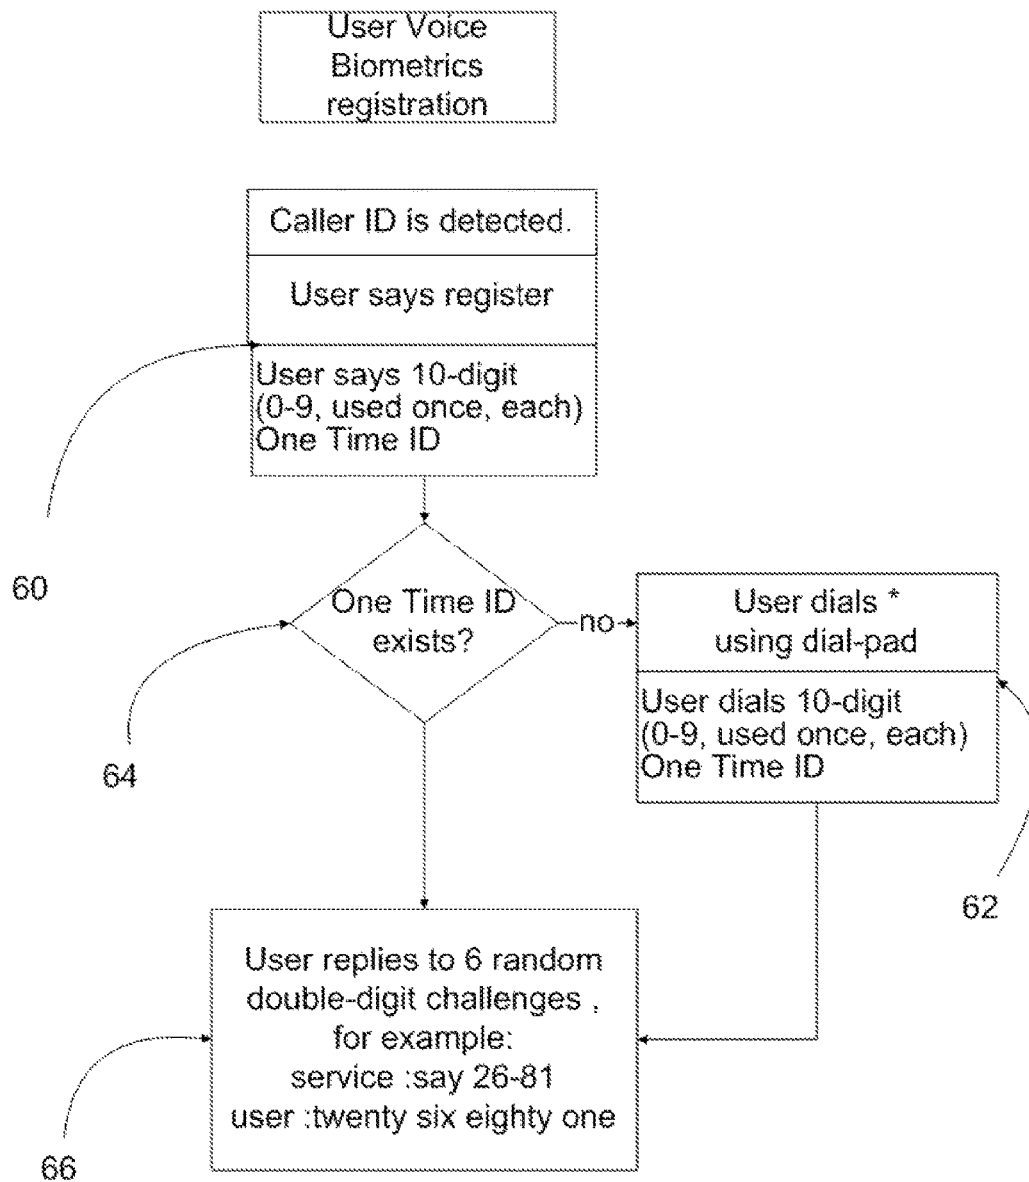 User Voice
Biometrics
registration
Caller ID is detected.
User says register
User says 10-digit
(0-9, used once, each)
One Time ID
60
One Time ID
exists?
no
User dials *
using dial-pad
64
User dials 10-digit
(0-9, used once, each)
One Time ID
62
User replies to 6 random
double-digit challenges ,
for example:
service :say 26-81
user :twenty six eighty one
66